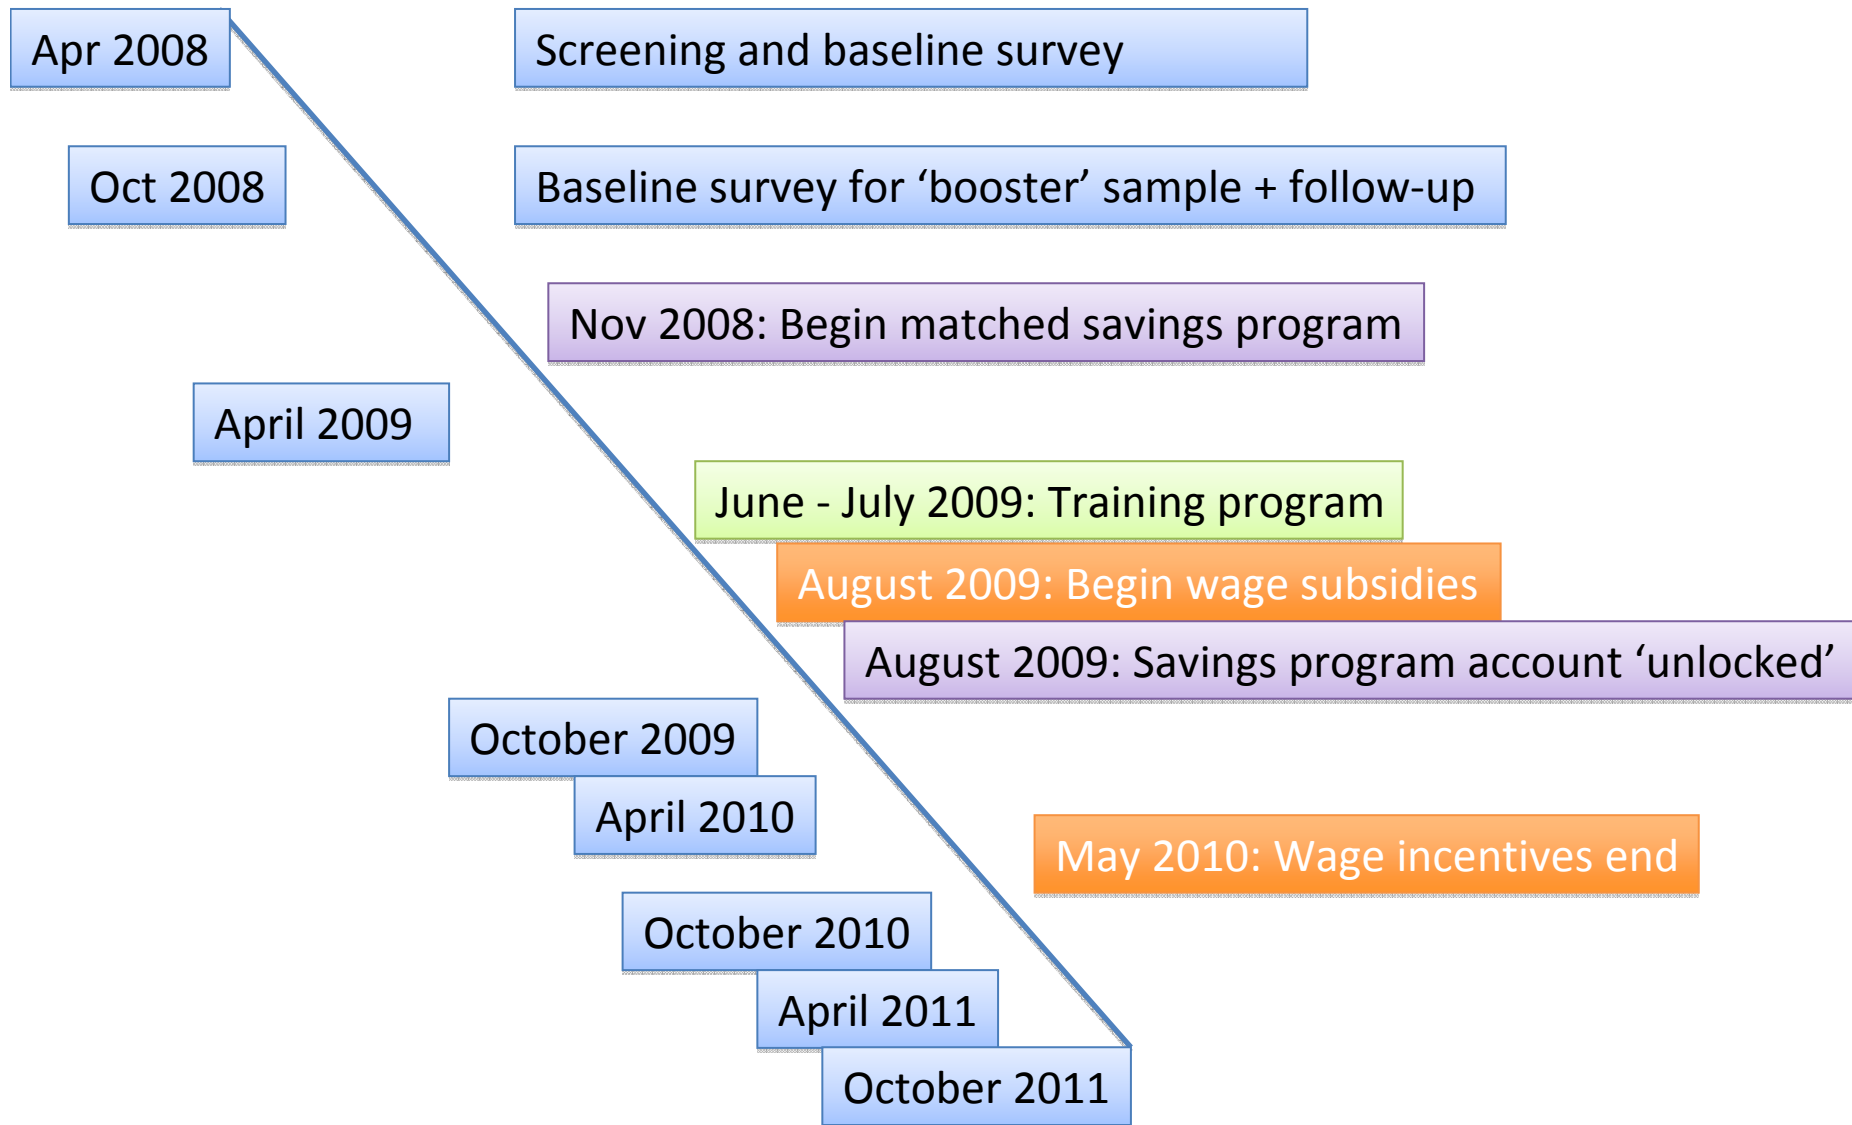 Apr 2008
Screening and baseline survey
Oct 2008
Baseline survey for ‘booster’ sample + follow-up
Nov 2008: Begin matched savings program
April 2009
June - July 2009: Training program
August 2009: Begin wage subsidies
August 2009: Savings program account ‘unlocked’
October 2009
April 2010
May 2010: Wage incentives end
October 2010
April 2011
October 2011